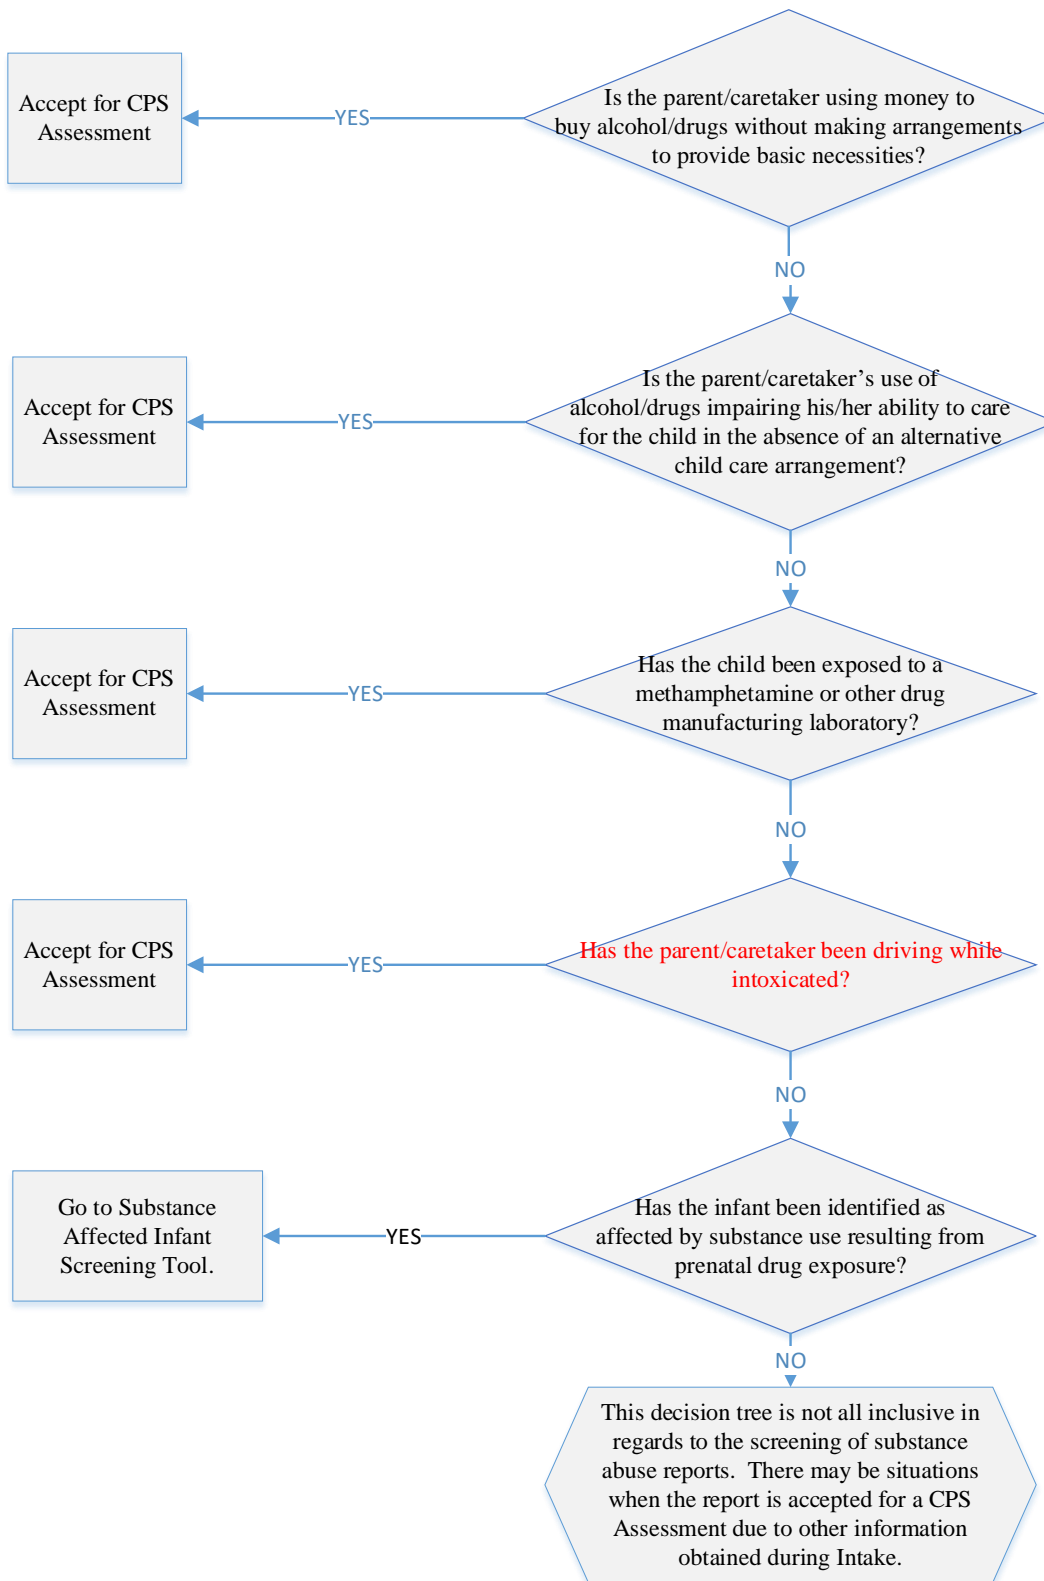 Is the parent/caretaker using money to
buy alcohol/drugs without making arrangements
to provide basic necessities?
YES
Accept for CPS
Assessment
NO
Is the parent/caretaker’s use of
alcohol/drugs impairing his/her ability to care
for the child in the absence of an alternative
child care arrangement?
YES
Accept for CPS
Assessment
NO
Has the child been exposed to a
methamphetamine or other drug
manufacturing laboratory?
YES
Accept for CPS
Assessment
NO
Has the parent/caretaker been driving while
intoxicated?
YES
Accept for CPS
Assessment
NO
Has the infant been identified as
affected by substance use resulting from
prenatal drug exposure?
YES
Go to Substance
Affected Infant
Screening Tool.
NO
This decision tree is not all inclusive in
regards to the screening of substance
abuse reports.  There may be situations
when the report is accepted for a CPS
Assessment due to other information
obtained during Intake.